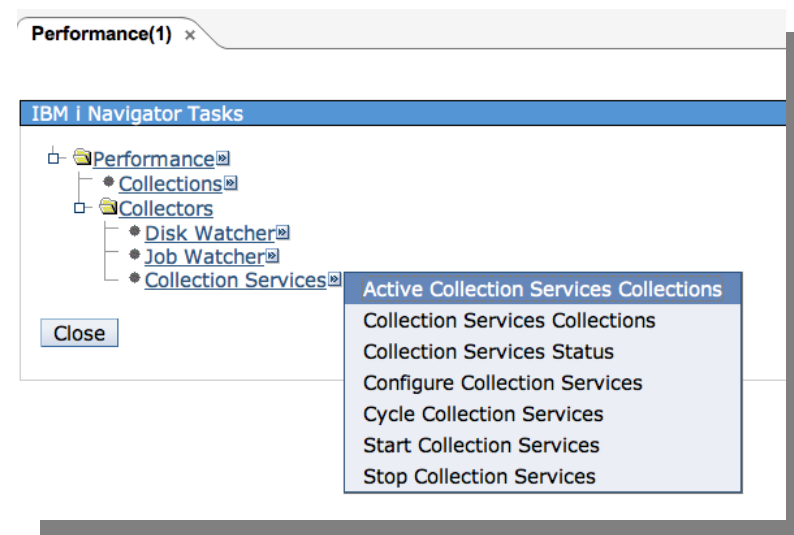 Performance(1) ×
IBM i Navigator Tasks
Performance
Collections
Collectors
Disk Watcher
Job Watcher
Collection Services
Active Collection Services Collections
Collection Services Collections
Collection Services Status
Configure Collection Services
Cycle Collection Services
Start Collection Services
Stop Collection Services
Close